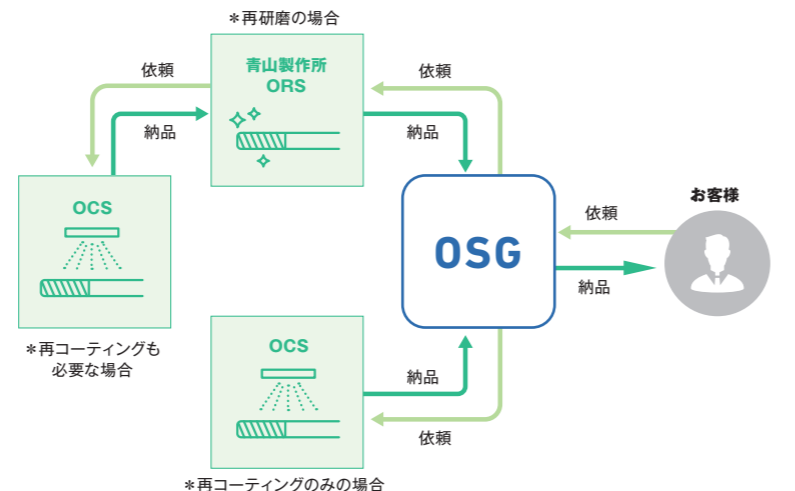 ＊再研磨の場合
青山製作所
ORS
依頼
納品
依頼
納品
OCS
＊再コーティングも
必要な場合
OSG
お客様
依頼
納品
OCS
納品
依頼
＊再コーティングのみの場合